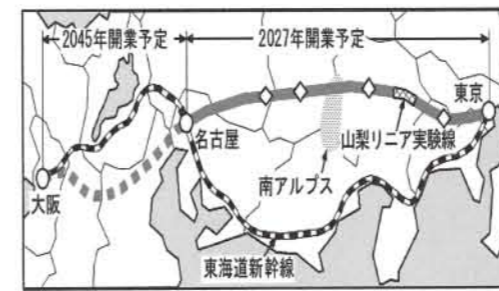 2045年開業予定
2027年開業予定
東京
名古屋
山梨リニア実験線
大阪
南アルプス
東海道新幹線